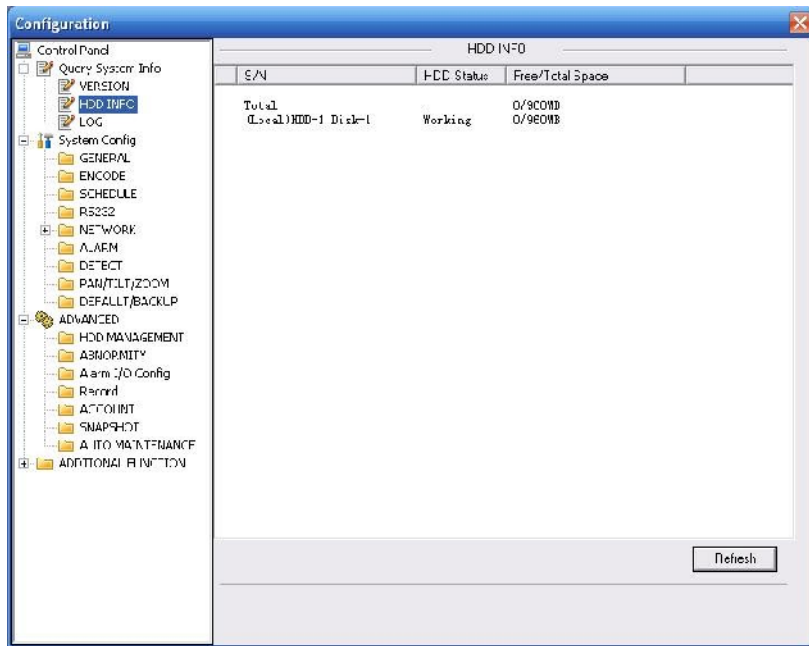 Configuration
Control Panel
Query System Info
VERSION
HDD INFO
LOG
System Config
GENERAL
ENCODE
SCHEDULE
RS232
NETWORK
ALARM
DETECT
PAN/TILT/ZOOM
DEFAULT/BACKUP
ADVANCED
HDD MANAGEMENT
ABNORMITY
Alarm I/O Config
Record
ACCOUNT
SNAPSHOT
AUTO MAINTENANCE
ADDITIONAL FUNCTION
HDD INFO
S/N HDD Status Free/Total Space
Total
(Local)HDD-1 Disk-1 Working
Refresh